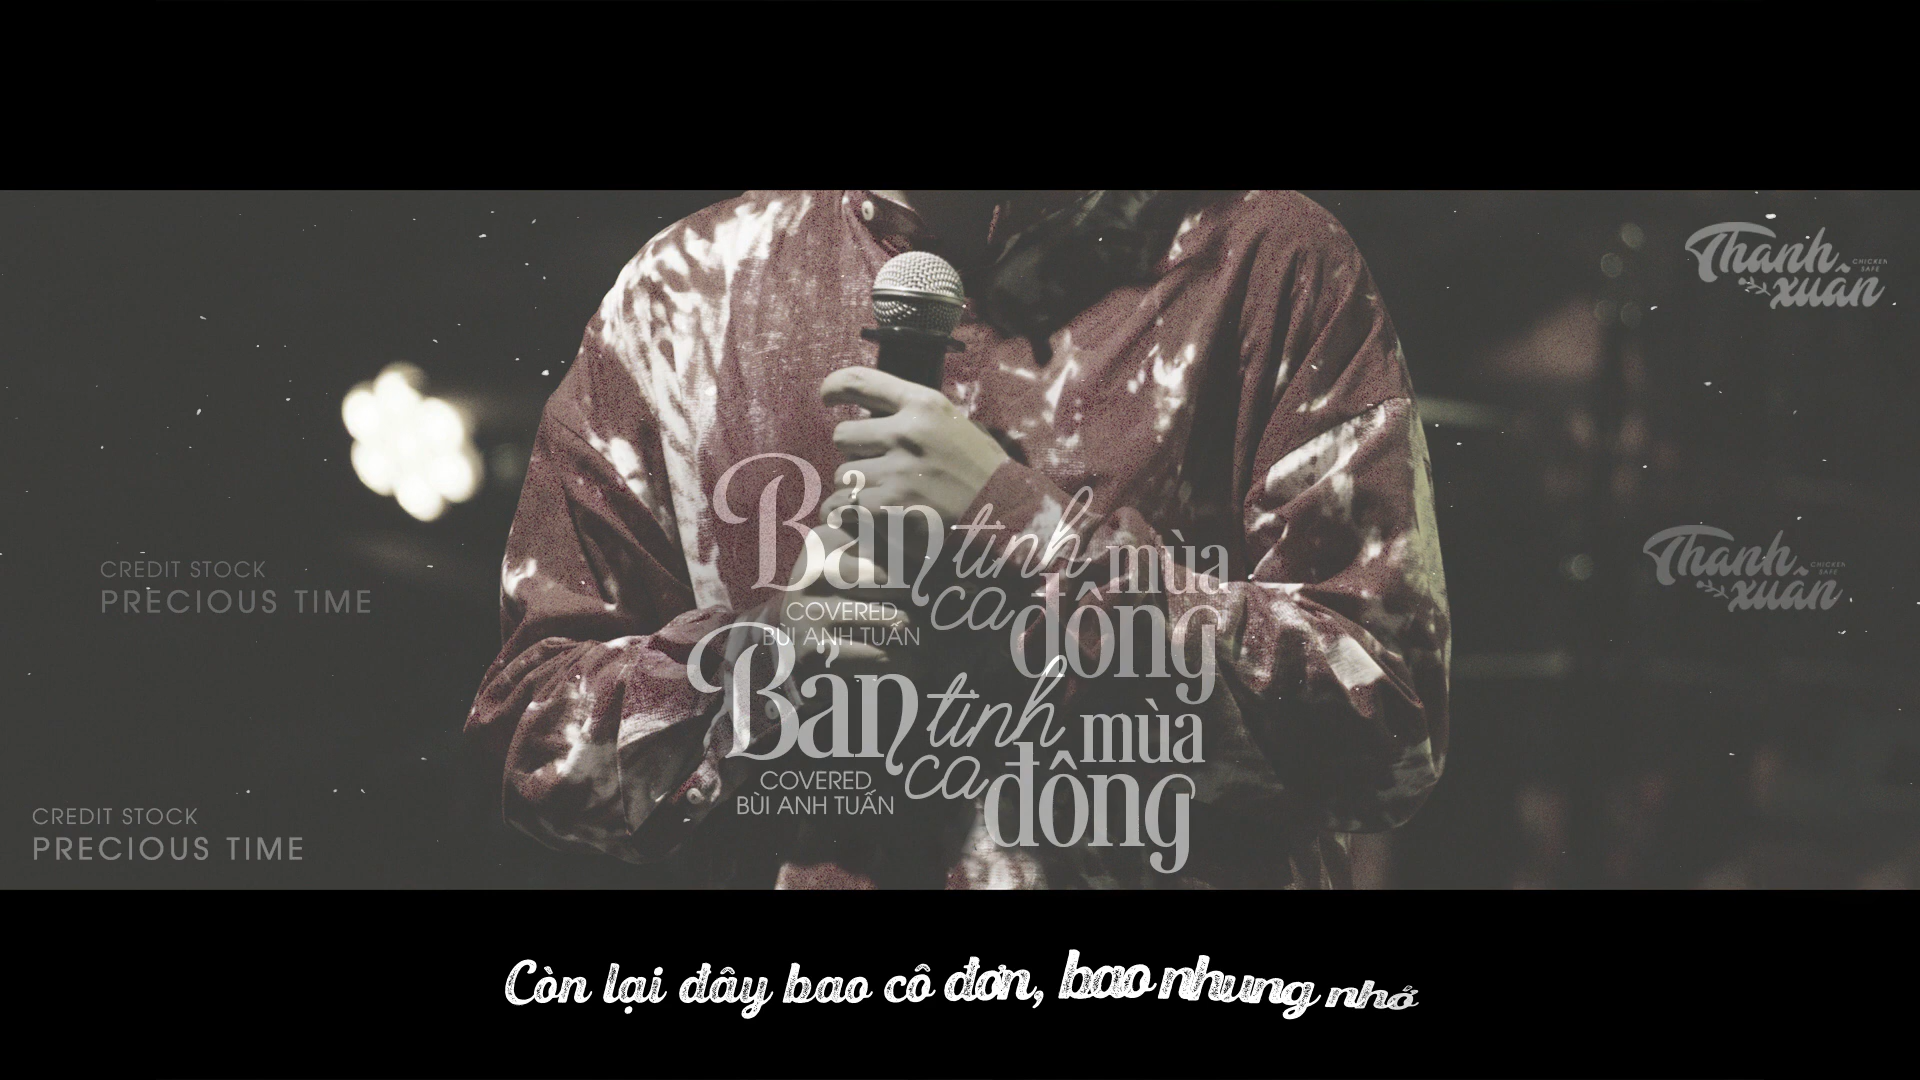 Thanh
CHICKEN
SAFE
xuân
Bản tình ca mùa đông
COVERED
BÙI ANH TUẤN
Thanh
CHICKEN
SAFE
xuân
CREDIT STOCK
PRECIOUS TIME
Bản tình ca mùa đông
COVERED
BÙI ANH TUẤN
CREDIT STOCK
PRECIOUS TIME
Còn lại đây bao cô đơn, bao nhung nhớ